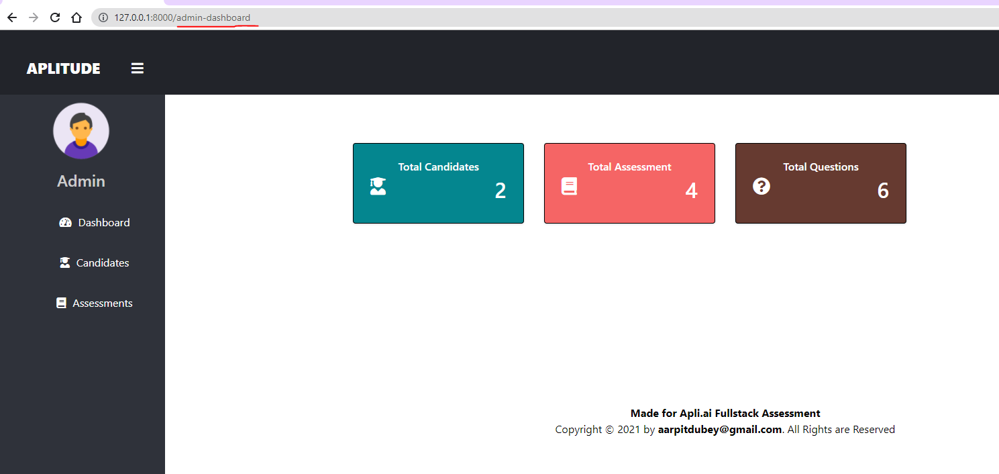 127.0.0.1:8000/admin-dashboard
APLITUDE
Admin
Dashboard
Candidates
Assessments
Total Candidates
2
Total Assessment
4
Total Questions
6
Made for Apli.ai Fullstack Assessment
Copyright © 2021 by aarpitdubey@gmail.com. All Rights are Reserved